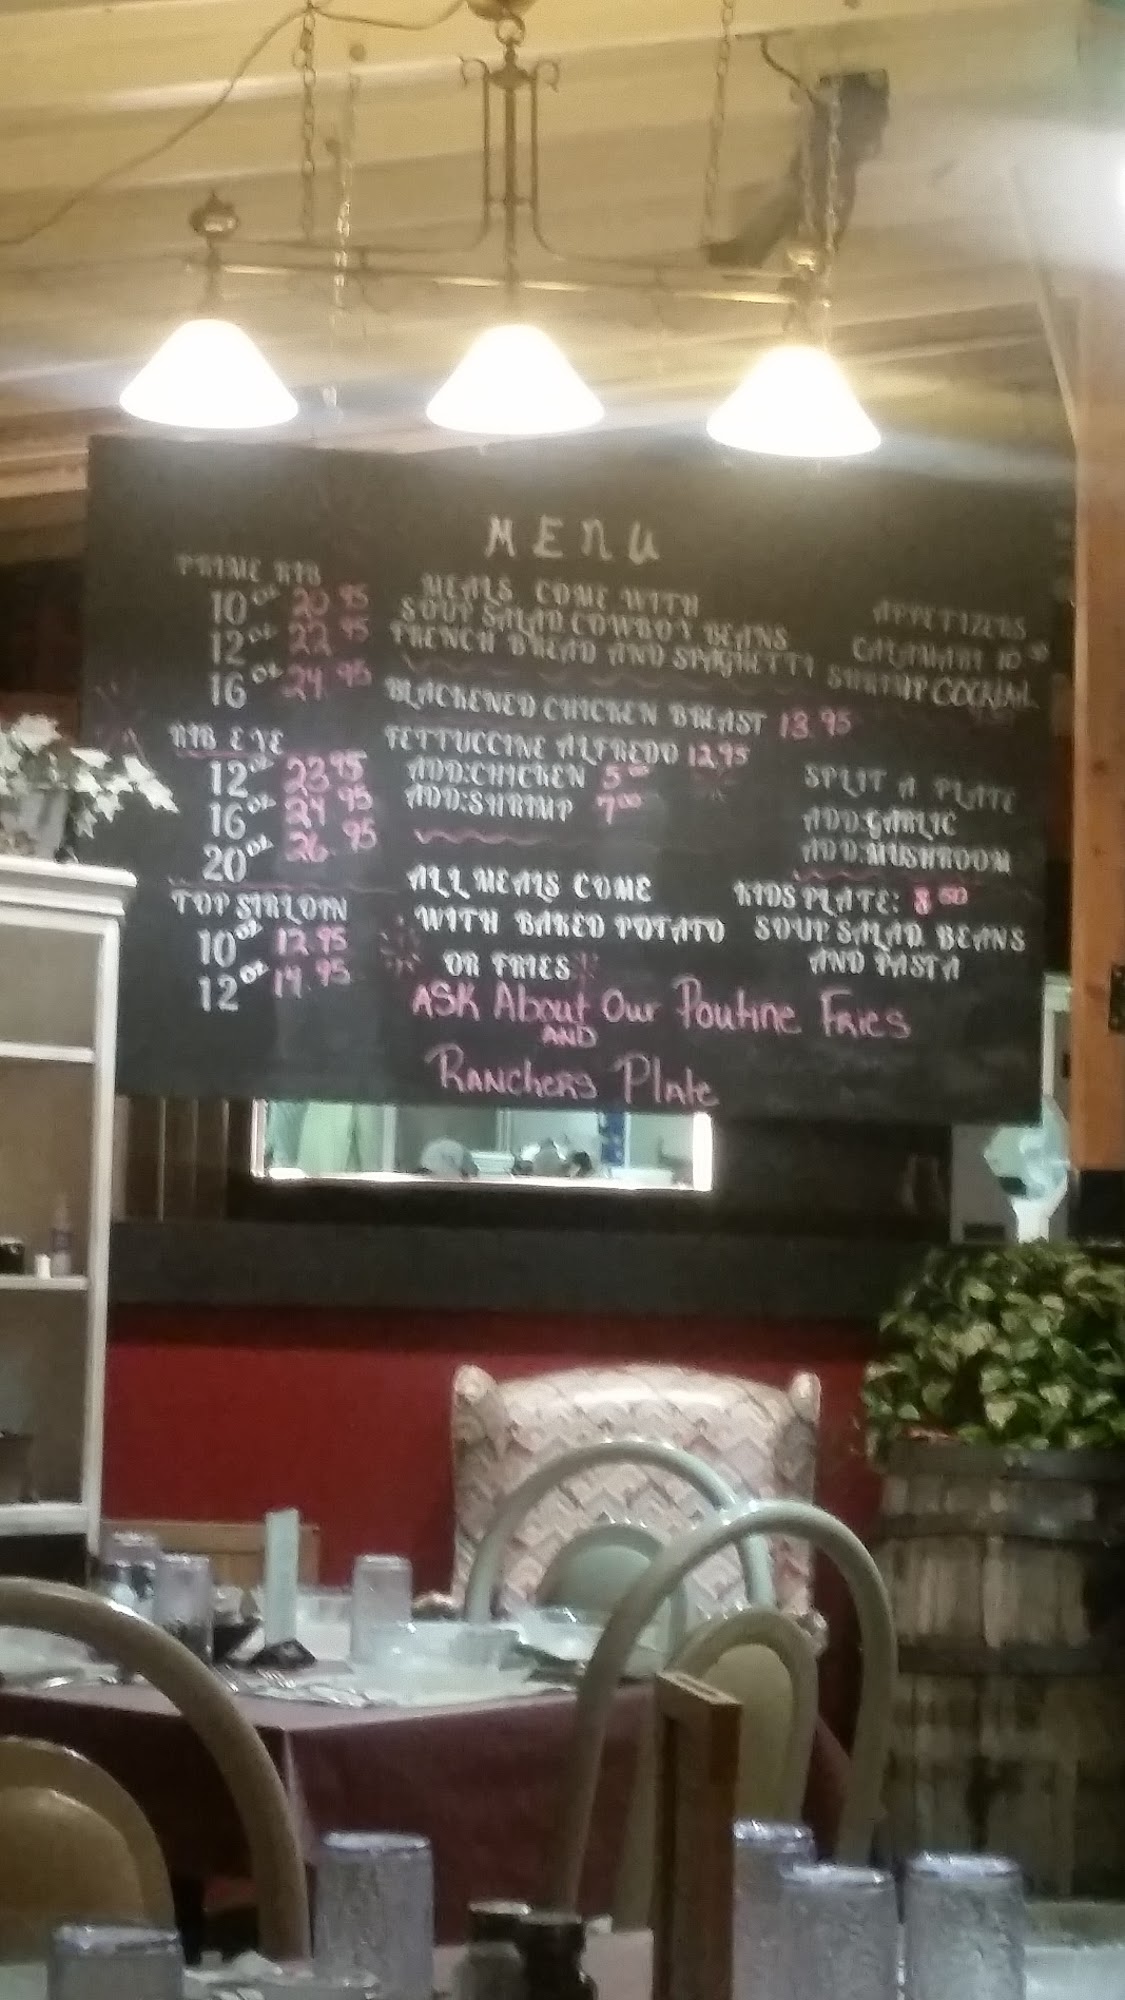 MENU
PRIME RIB
10 OZ 20.95
12 OZ 22.95
16 OZ 24.95
RIB EYE
12 OZ 23.95
16 OZ 24.95
20 OZ 26.95
TOP SIRLOIN
10 OZ 12.95
12 OZ 14.95
MEALS COME WITH
SOUP, SALAD, COWBOY BEANS
FRENCH BREAD AND SPAGHETTI
BLACKENED CHICKEN BREAST 13.95
FETTUCCINE ALFREDO 12.95
ADD:CHICKEN 5.00
ADD:SHRIMP 7.00
ALL MEALS COME
WITH BAKED POTATO
OR FRIES
APPETIZERS
CALAMARI 10
SHRIMP COCKTAIL
SPLIT A PLATE
ADD:GARLIC
ADD:MUSHROOM
KIDS PLATE: 8.50
SOUP, SALAD, BEANS
AND PASTA
ASK About Our Poutine Fries
AND
Ranchers Plate